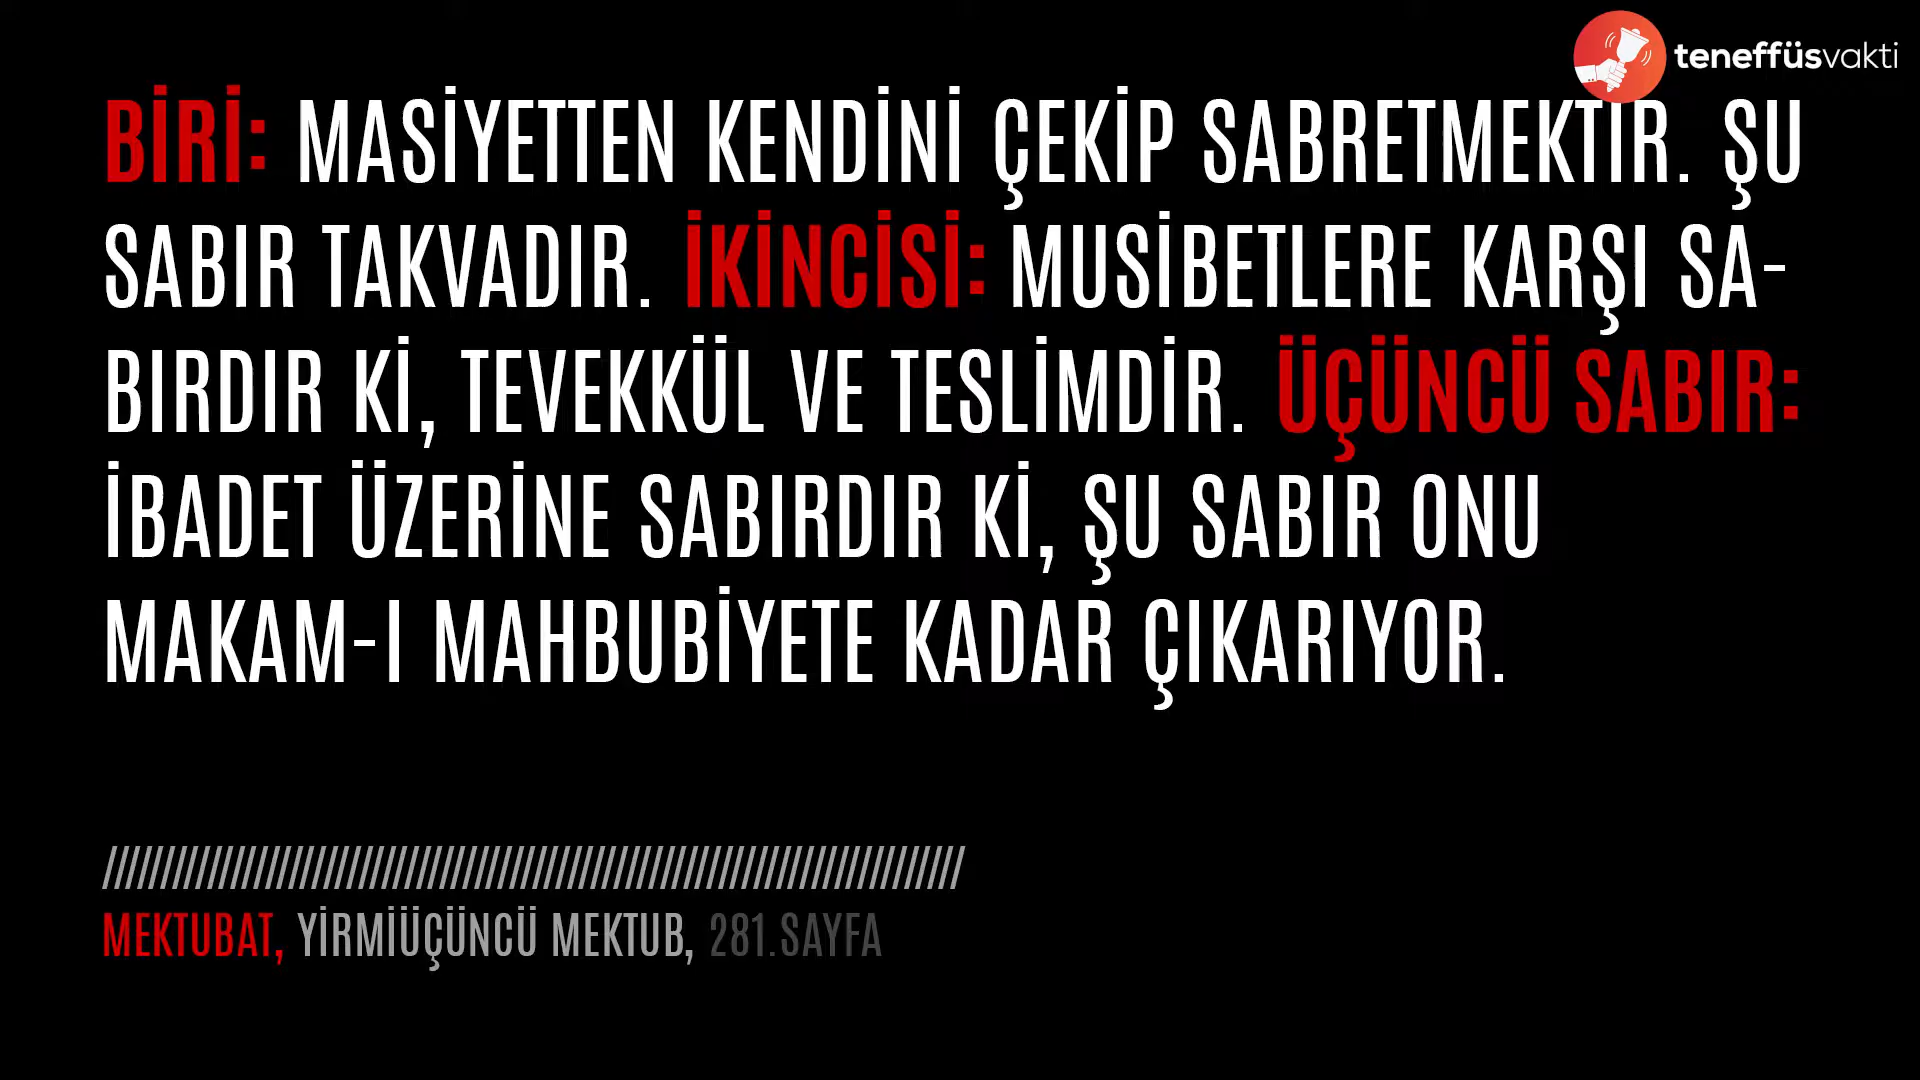 teneffüsvakti
BİRİ: MASİYETTEN KENDİNİ ÇEKİP SABRETMEKTIR. ŞU
SABIR TAKVADIR. İKİNCİSİ: MUSİBETLERE KARŞI SA-
BIRDIR Kİ, TEVEKKÜL VE TESLİMDİR. ÜÇÜNCÜ SABIR:
İBADET ÜZERİNE SABIRDIR Kİ, ŞU SABIR ONU
MAKAM-I MAHBUBİYETE KADAR ÇIKARIYOR.
//////////////////////////////////////////////////////////////////////////
MEKTUBAT, YİRMİÜÇÜNCÜ MEKTUB, 281.SAYFA